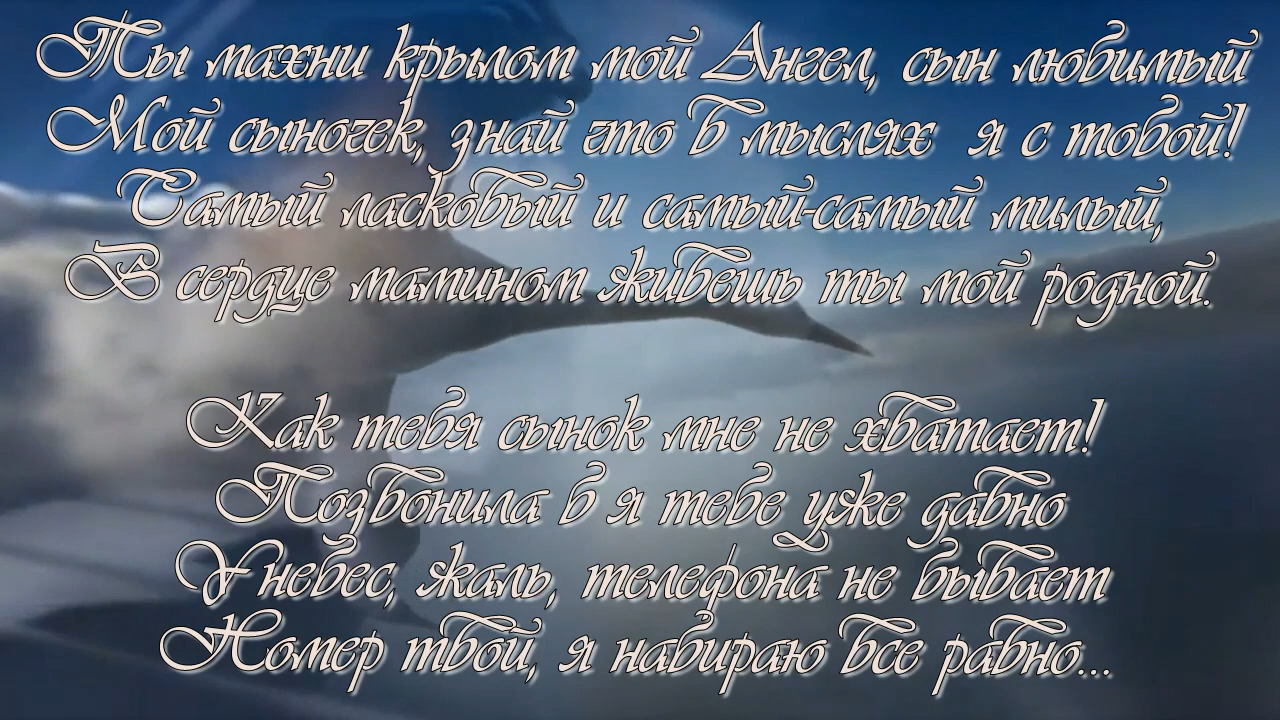 Ты махни крылом мой Ангел, сын любимый
Мой сыночек, знай что в мыслях я с тобой!
Самый ласковый и самый-самый милый,
В сердце мамином живешь ты мой родной.
Как тебя сынок мне не хватает!
Позвонила б я тебе уже давно
У небес, жаль, телефона не бывает
Номер твой, я набираю все равно...